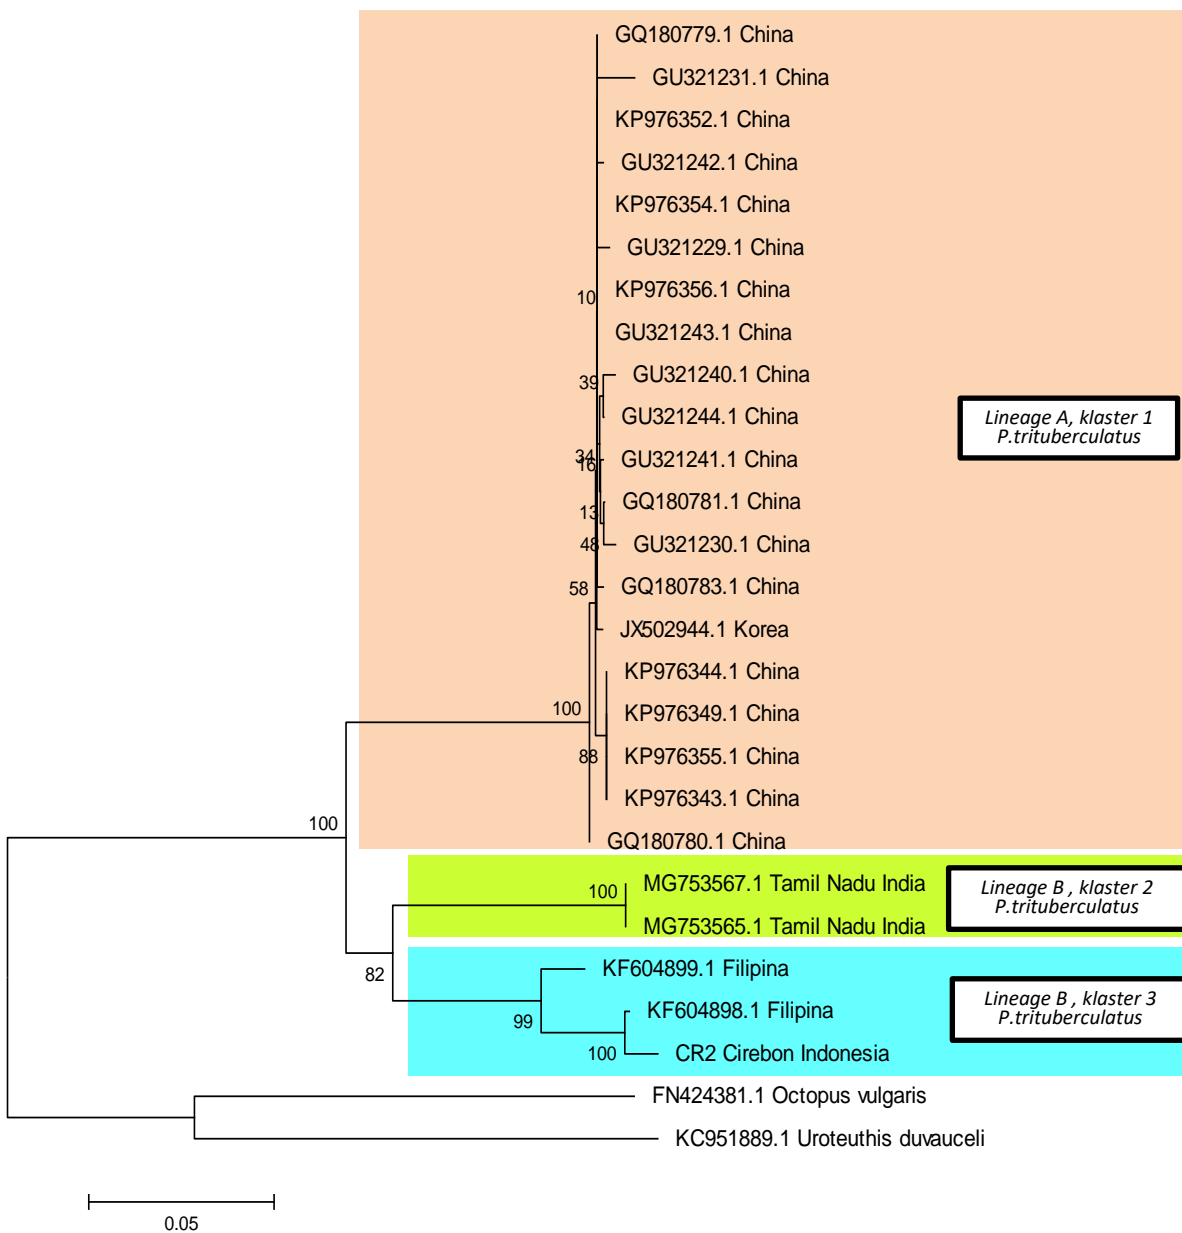 GQ180779.1 China
GU321231.1 China
KP976352.1 China
GU321242.1 China
KP976354.1 China
GU321229.1 China
KP976356.1 China
10
GU321243.1 China
GU321240.1 China
39
GU321244.1 China
Lineage A, klaster 1
P.trituberculatus
34
16
GU321241.1 China
GQ180781.1 China
13
GU321230.1 China
48
GQ180783.1 China
58
JX502944.1 Korea
KP976344.1 China
KP976349.1 China
100
KP976355.1 China
88
KP976343.1 China
100
GQ180780.1 China
MG753567.1 Tamil Nadu India
100
Lineage B , klaster 2
P.trituberculatus
MG753565.1 Tamil Nadu India
82
KF604899.1 Filipina
KF604898.1 Filipina
Lineage B , klaster 3
P.trituberculatus
99
CR2 Cirebon Indonesia
100
FN424381.1 Octopus vulgaris
KC951889.1 Uroteuthis duvauceli
0.05